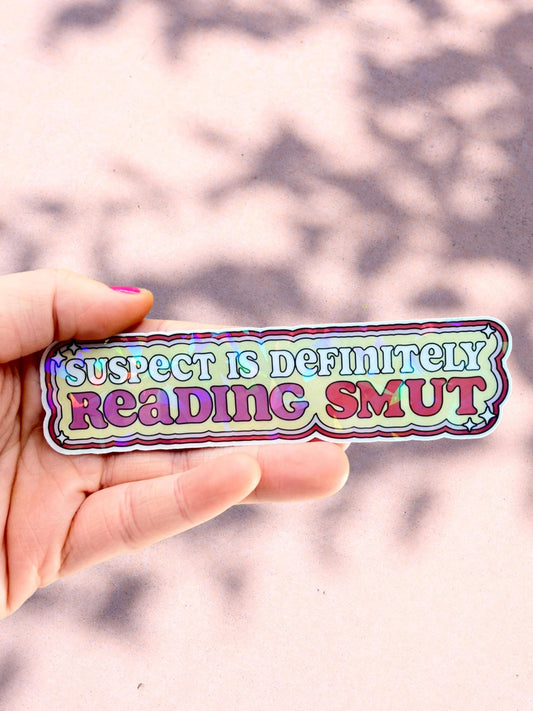 SUSPECT IS DEFINITELY
READING SMUT